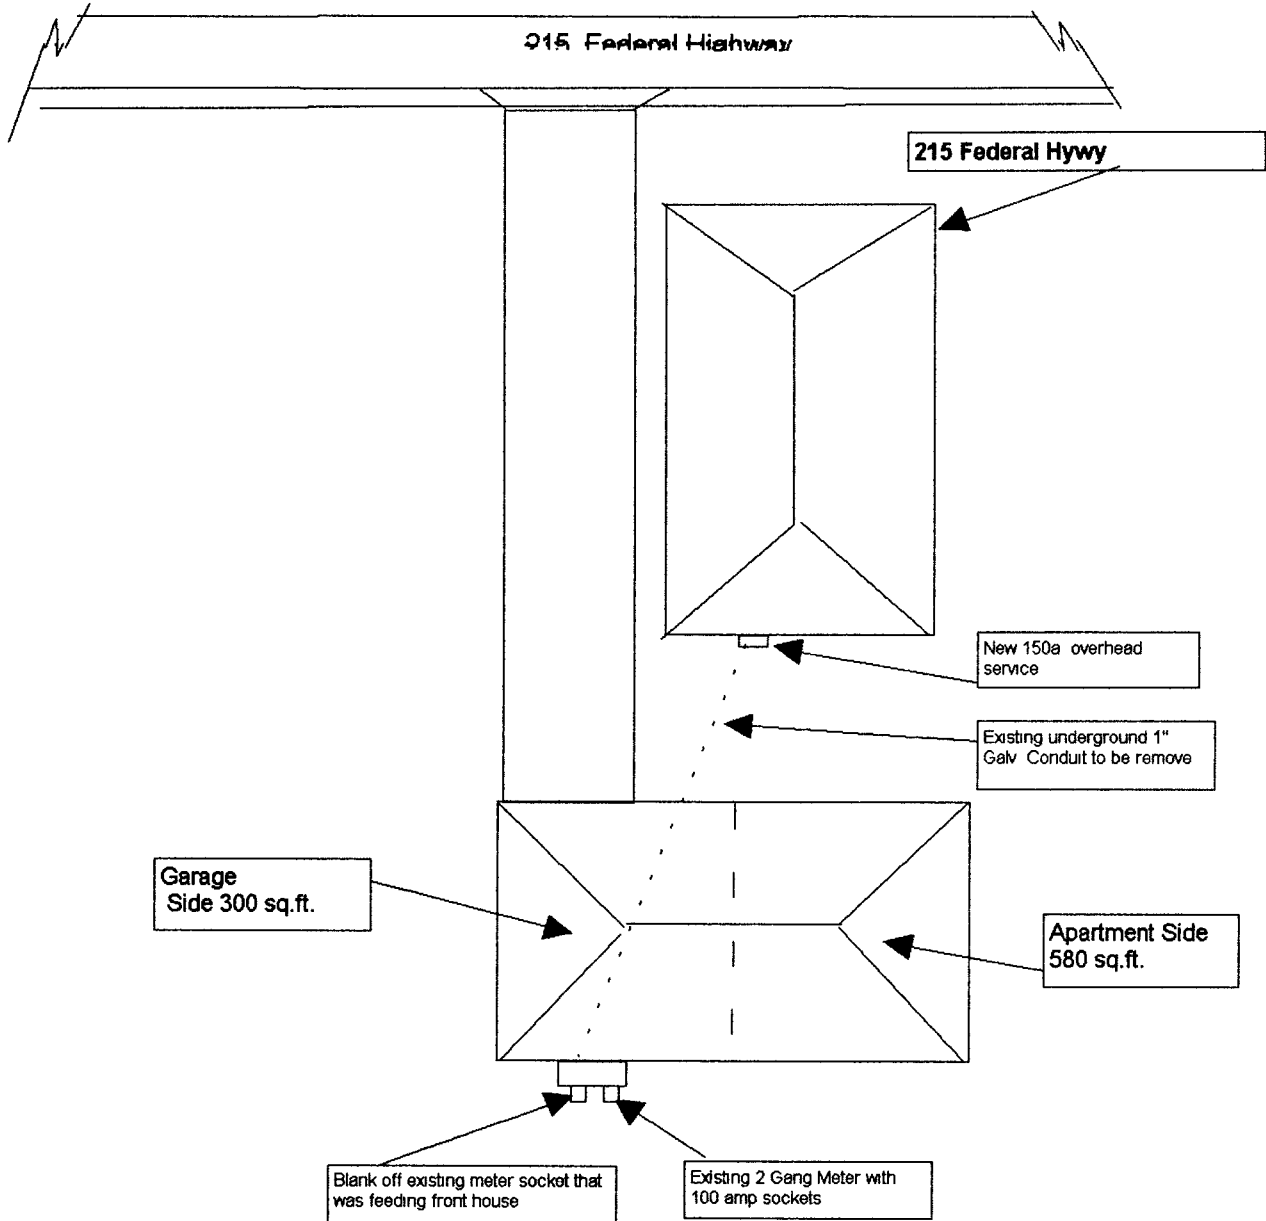 215 Federal Highway
215 Federal Hywy
New 150a overhead
service
Existing underground 1"
Galv Conduit to be remove
Garage
Side 300 sq.ft.
Apartment Side
580 sq.ft.
Blank off existing meter socket that
was feeding front house
Existing 2 Gang Meter with
100 amp sockets